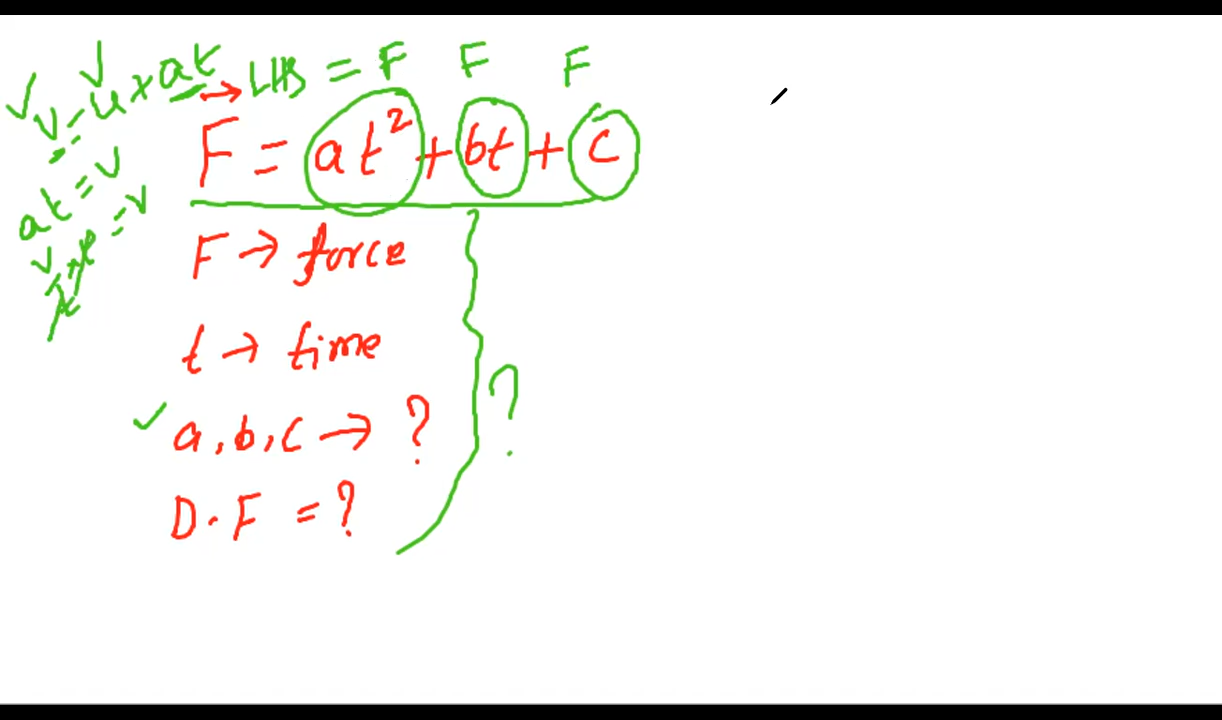 LHS = F F F
v = u + at
F = at² + bt + c
at = v
= v
F → force
t → time
a, b, c → ?
D.F = ?
?